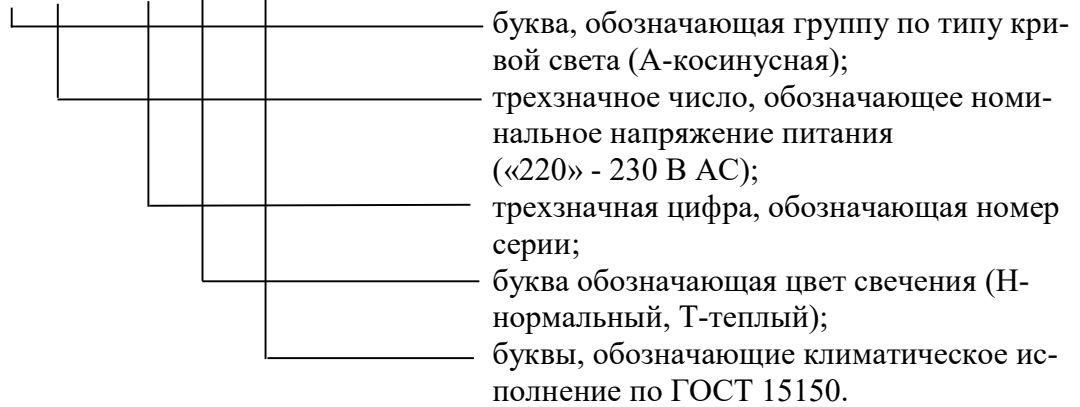 буква, обозначающая группу по типу кри-
вой света (А-косинусная);
трехзначное число, обозначающее номи-
нальное напряжение питания
(«220» - 230 В АС);
трехзначная цифра, обозначающая номер
серии;
буква обозначающая цвет свечения (Н-
нормальный, Т-теплый);
буквы, обозначающие климатическое ис-
полнение по ГОСТ 15150.